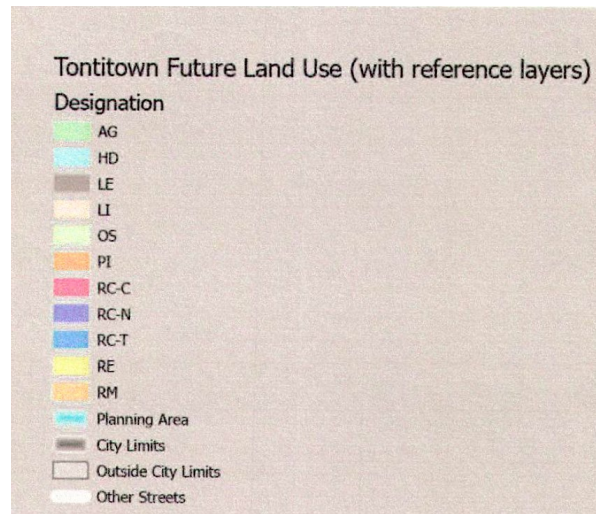 Tontitown Future Land Use (with reference layers)
Designation
AG
HD
LE
LI
OS
PI
RC-C
RC-N
RC-T
RE
RM
Planning Area
City Limits
Outside City Limits
Other Streets